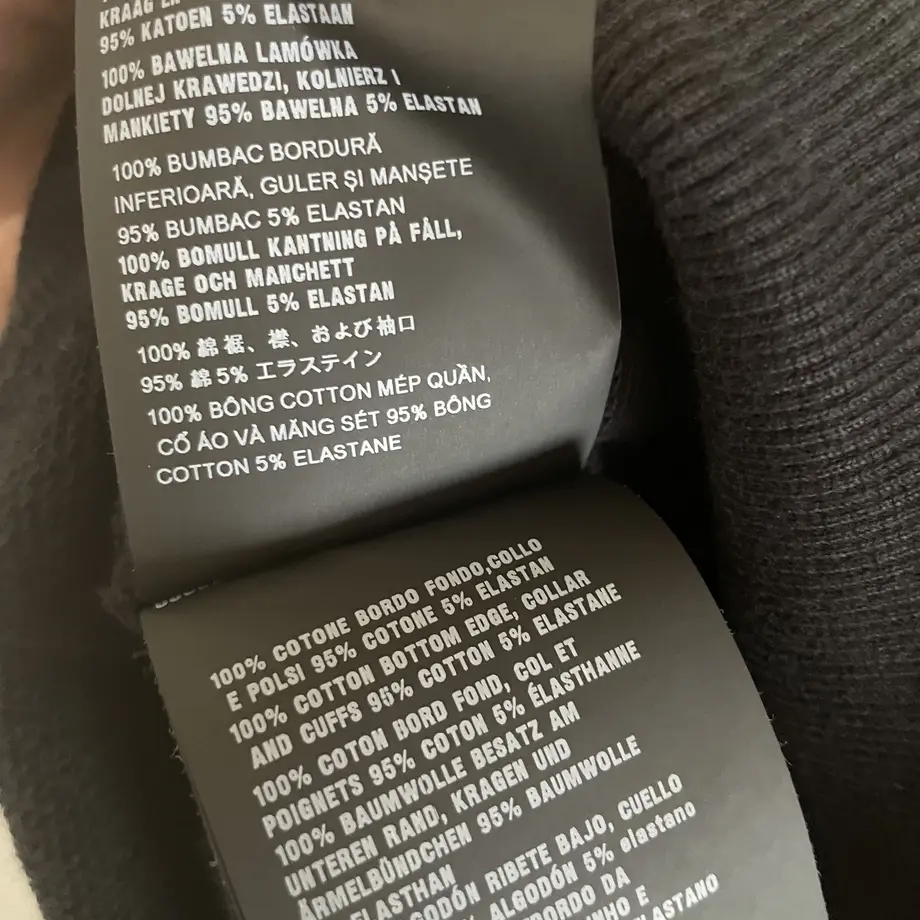 KRAAG
95% KATOEN 5% ELASTAAN
100% BAWELNA LAMÓWKA
DOLNEJ KRAWEDZI, KOLNIERZ I
MANKIETY 95% BAWELNA 5% ELASTAN
100% BUMBAC BORDURĂ
INFERIOARĂ, GULER ȘI MANȘETE
95% BUMBAC 5% ELASTAN
100% BOMULL KANTNING PÅ FÅLL,
KRAGE OCH MANCHETT
95% BOMULL 5% ELASTAN
100% 綿 裾、襟、および袖口
95% 綿 5% エラステイン
100% BÔNG COTTON MÉP QUẦN,
CỔ ÁO VÀ MĂNG SÉT 95% BÔNG
COTTON 5% ELASTANE
100% COTONE BORDO FONDO,COLLO
E POLSI 95% COTONE 5% ELASTAN
100% COTTON BOTTOM EDGE, COLLAR
AND CUFFS 95% COTTON 5% ELASTANE
100% COTON BORD FOND, COL ET
POIGNETS 95% COTON 5% ÉLASTHANNE
100% BAUMWOLLE BESATZ AM
UNTEREN RAND, KRAGEN UND
ÄRMELBÜNDCHEN 95% BAUMWOLLE
ELASTHAN
RIBETE BAJO, CUELLO
ALGODÓN 5% elastano
DA
E